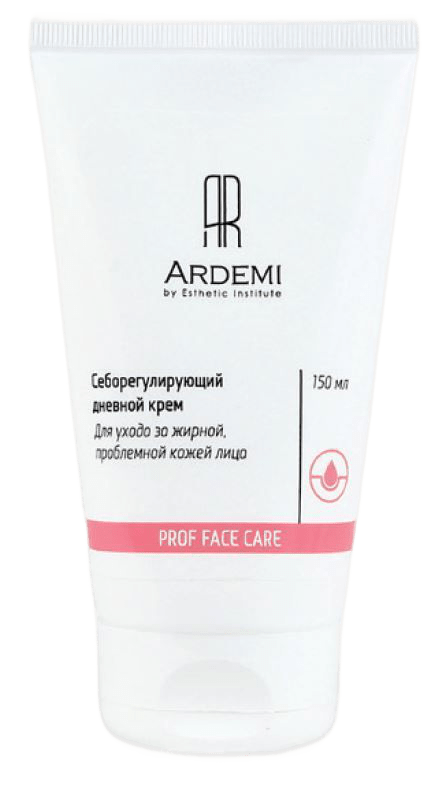 ARDEMI
by Esthetic Institute
Себорегулирующий
дневной крем
150 мл
Для ухода за жирной,
проблемной кожей лица
PROF FACE CARE